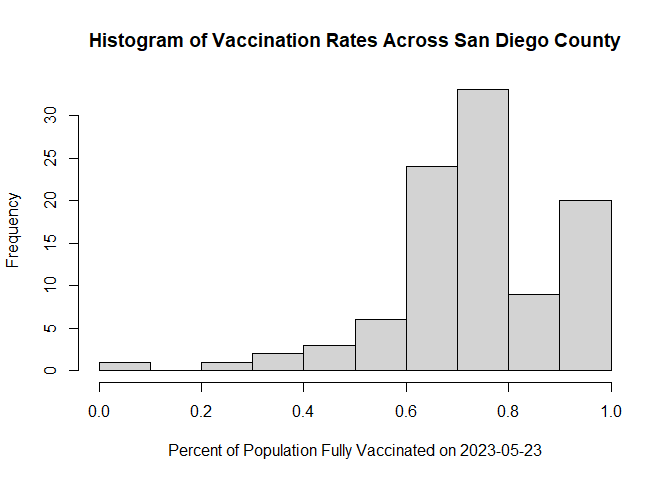 Histogram of Vaccination Rates Across San Diego County
Frequency
30
25
20
15
10
5
0
0.0 0.2 0.4 0.6 0.8 1.0
Percent of Population Fully Vaccinated on 2023-05-23